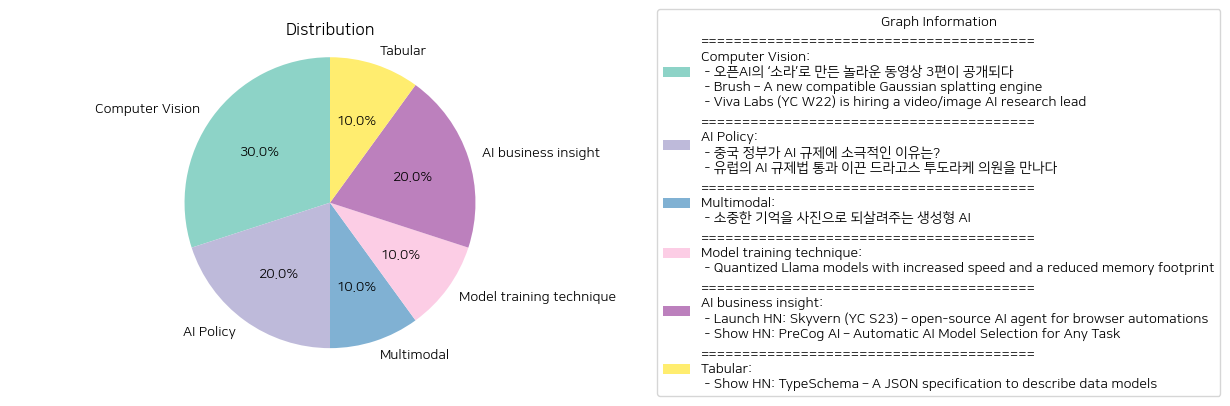 Distribution
Tabular
Computer Vision
10.0%
30.0%
AI business insight
20.0%
10.0%
20.0%
10.0%
Model training technique
AI Policy
Multimodal
Graph Information
========================================
Computer Vision:
- 오픈AI의 ‘소라’로 만든 놀라운 동영상 3편이 공개되다
- Brush – A new compatible Gaussian splatting engine
- Viva Labs (YC W22) is hiring a video/image AI research lead
========================================
AI Policy:
- 중국 정부가 AI 규제에 소극적인 이유는?
- 유럽의 AI 규제법 통과 이끈 드라고스 투도라케 의원을 만나다
========================================
Multimodal:
- 소중한 기억을 사진으로 되살려주는 생성형 AI
========================================
Model training technique:
- Quantized Llama models with increased speed and a reduced memory footprint
========================================
AI business insight:
- Launch HN: Skyvern (YC S23) – open-source AI agent for browser automations
- Show HN: PreCog AI – Automatic AI Model Selection for Any Task
========================================
Tabular:
- Show HN: TypeSchema – A JSON specification to describe data models